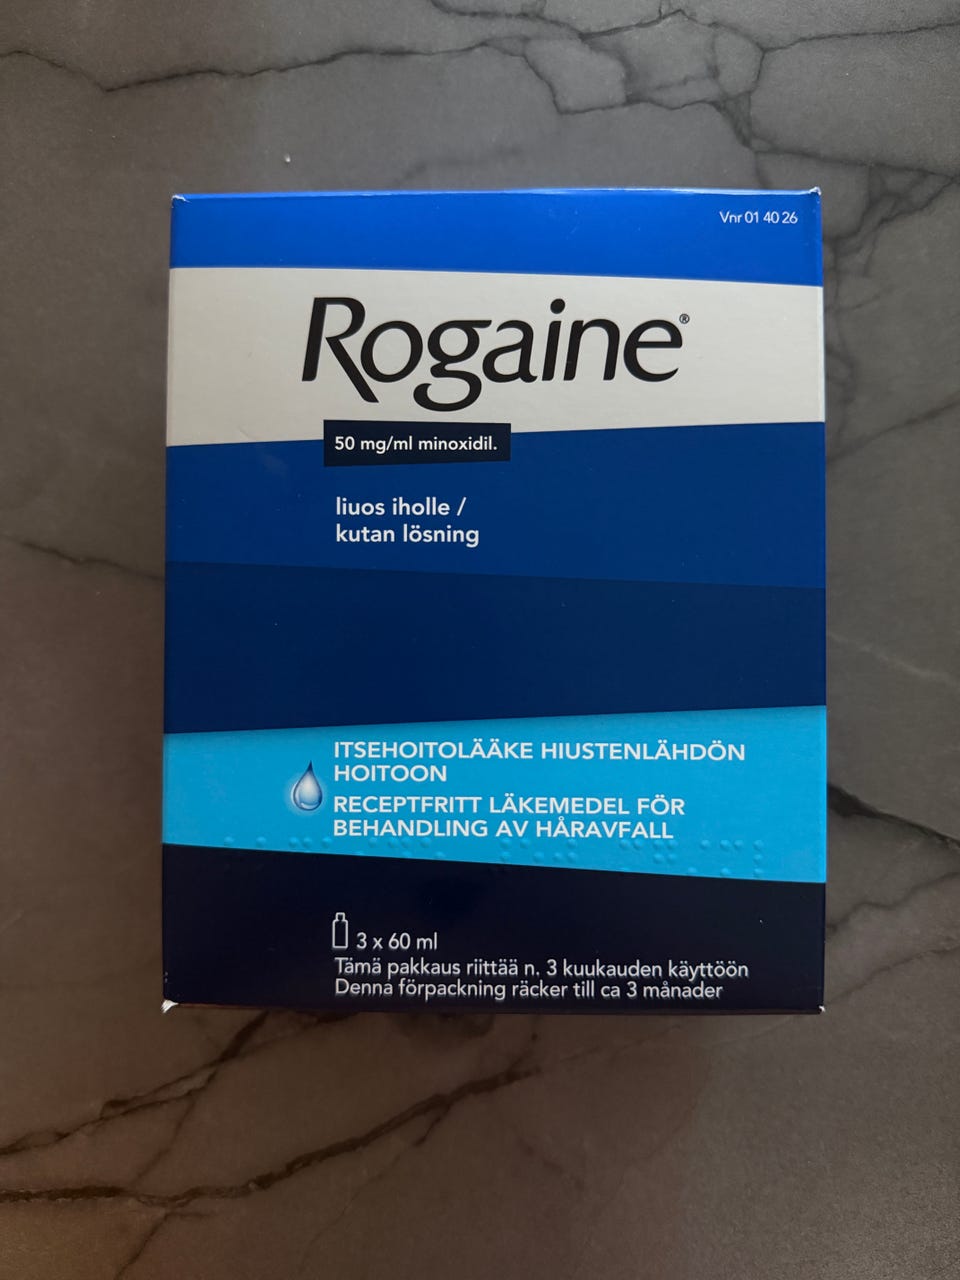 Vnr 01 40 26
Rogaine®
50 mg/ml minoxidil.
liuos iholle /
kutan lösning
ITSEHOITOLÄÄKE HIUSTENLÄHDÖN
HOITOON
RECEPTFRITT LÄKEMEDEL FÖR
BEHANDLING AV HÅRAVFALL
3 x 60 ml
Tämä pakkaus riittää n. 3 kuukauden käyttöön
Denna förpackning räcker till ca 3 månader